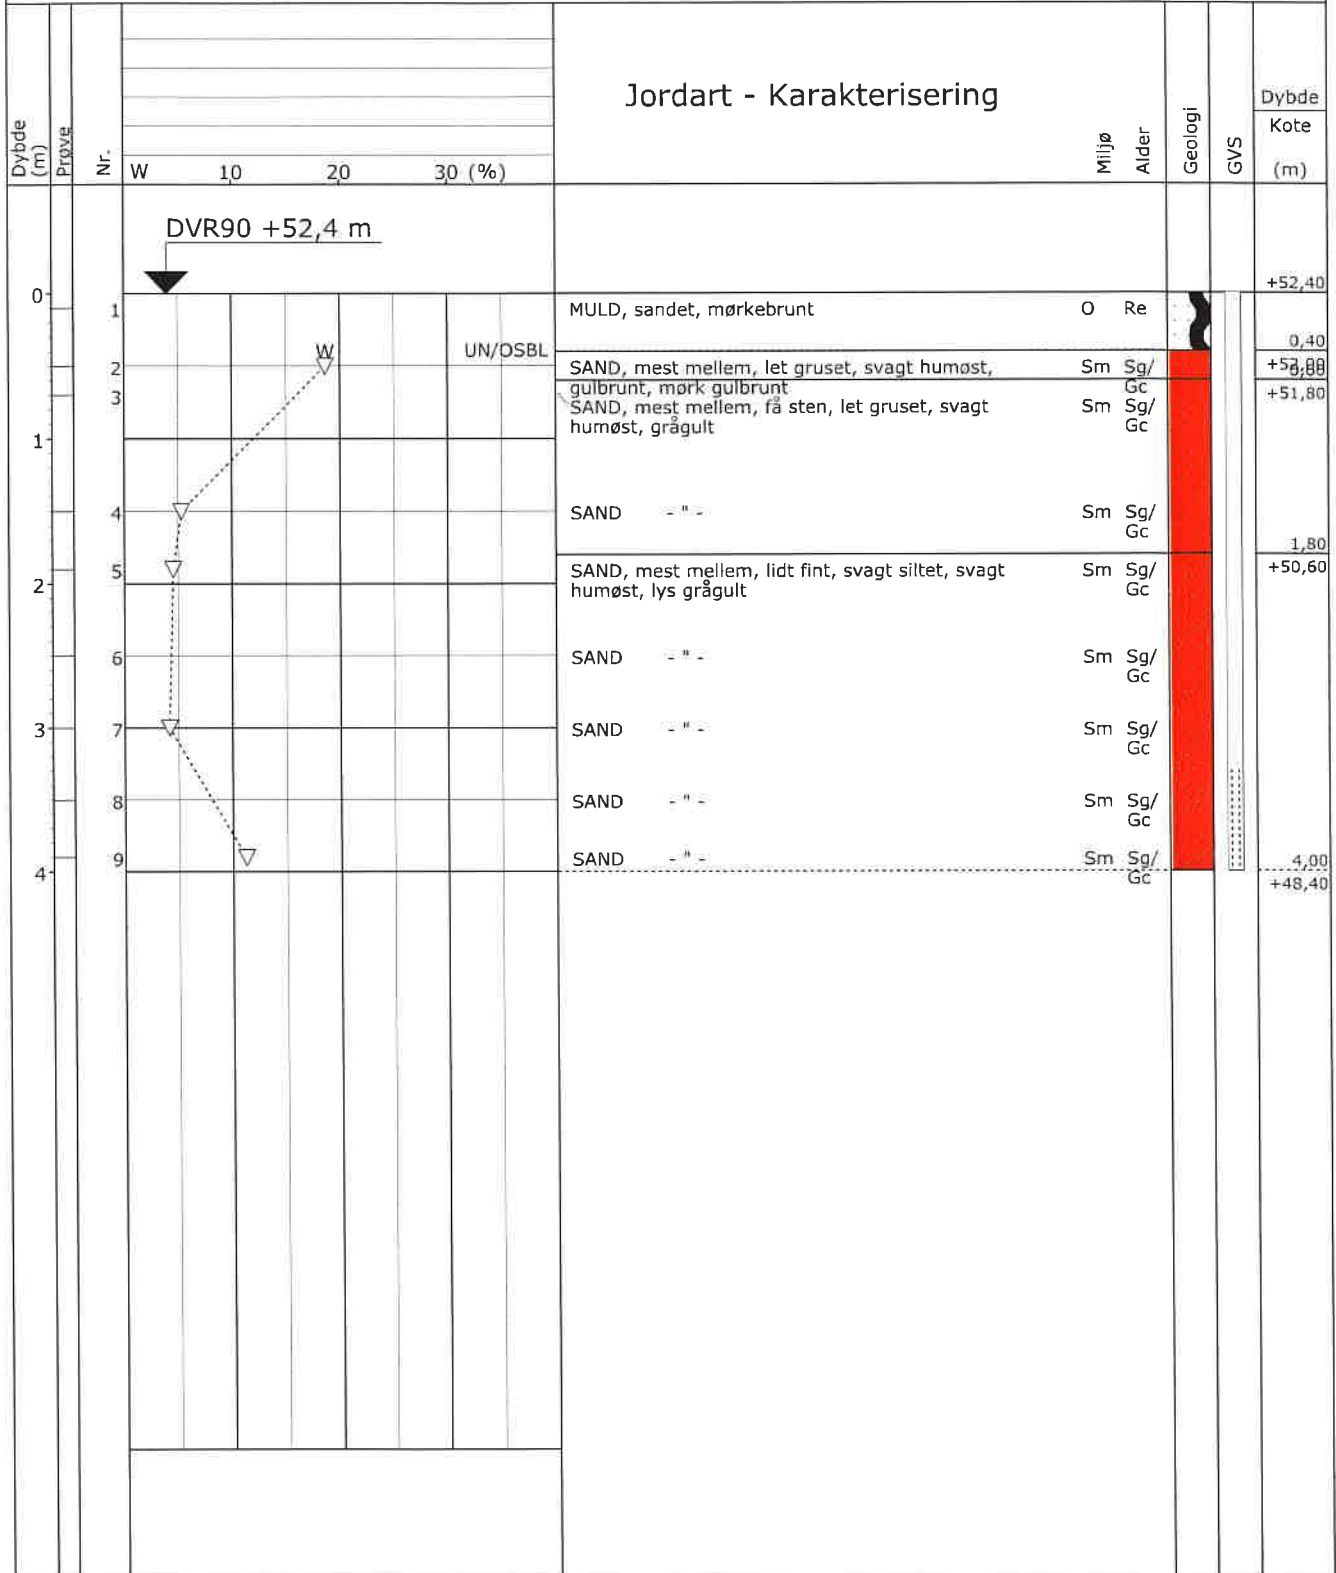 Jordart - Karakterisering
Dybde (m)
Prøve
Nr.
W 10 20 30 (%)
Miljø
Alder
Geologi
GVS
Dybde
Kote
(m)
DVR90 +52,4 m
+52,40
0
1 MULD, sandet, mørkebrunt O Re
0,40
W UN/OSBL
2 SAND, mest mellem, let gruset, svagt humøst, Sm Sg/
gulbrunt, mørk gulbrunt Gc
+51,80
3 SAND, mest mellem, få sten, let gruset, svagt Sm Sg/
humøst, grågult Gc
1
4 SAND - " - Sm Sg/
Gc
1,80
+50,60
5 SAND, mest mellem, lidt fint, svagt siltet, svagt Sm Sg/
humøst, lys grågult Gc
2
6 SAND - " - Sm Sg/
Gc
3
7 SAND - " - Sm Sg/
Gc
8 SAND - " - Sm Sg/
Gc
9 SAND - " - Sm Sg/
Gc
4
4,00
+48,40